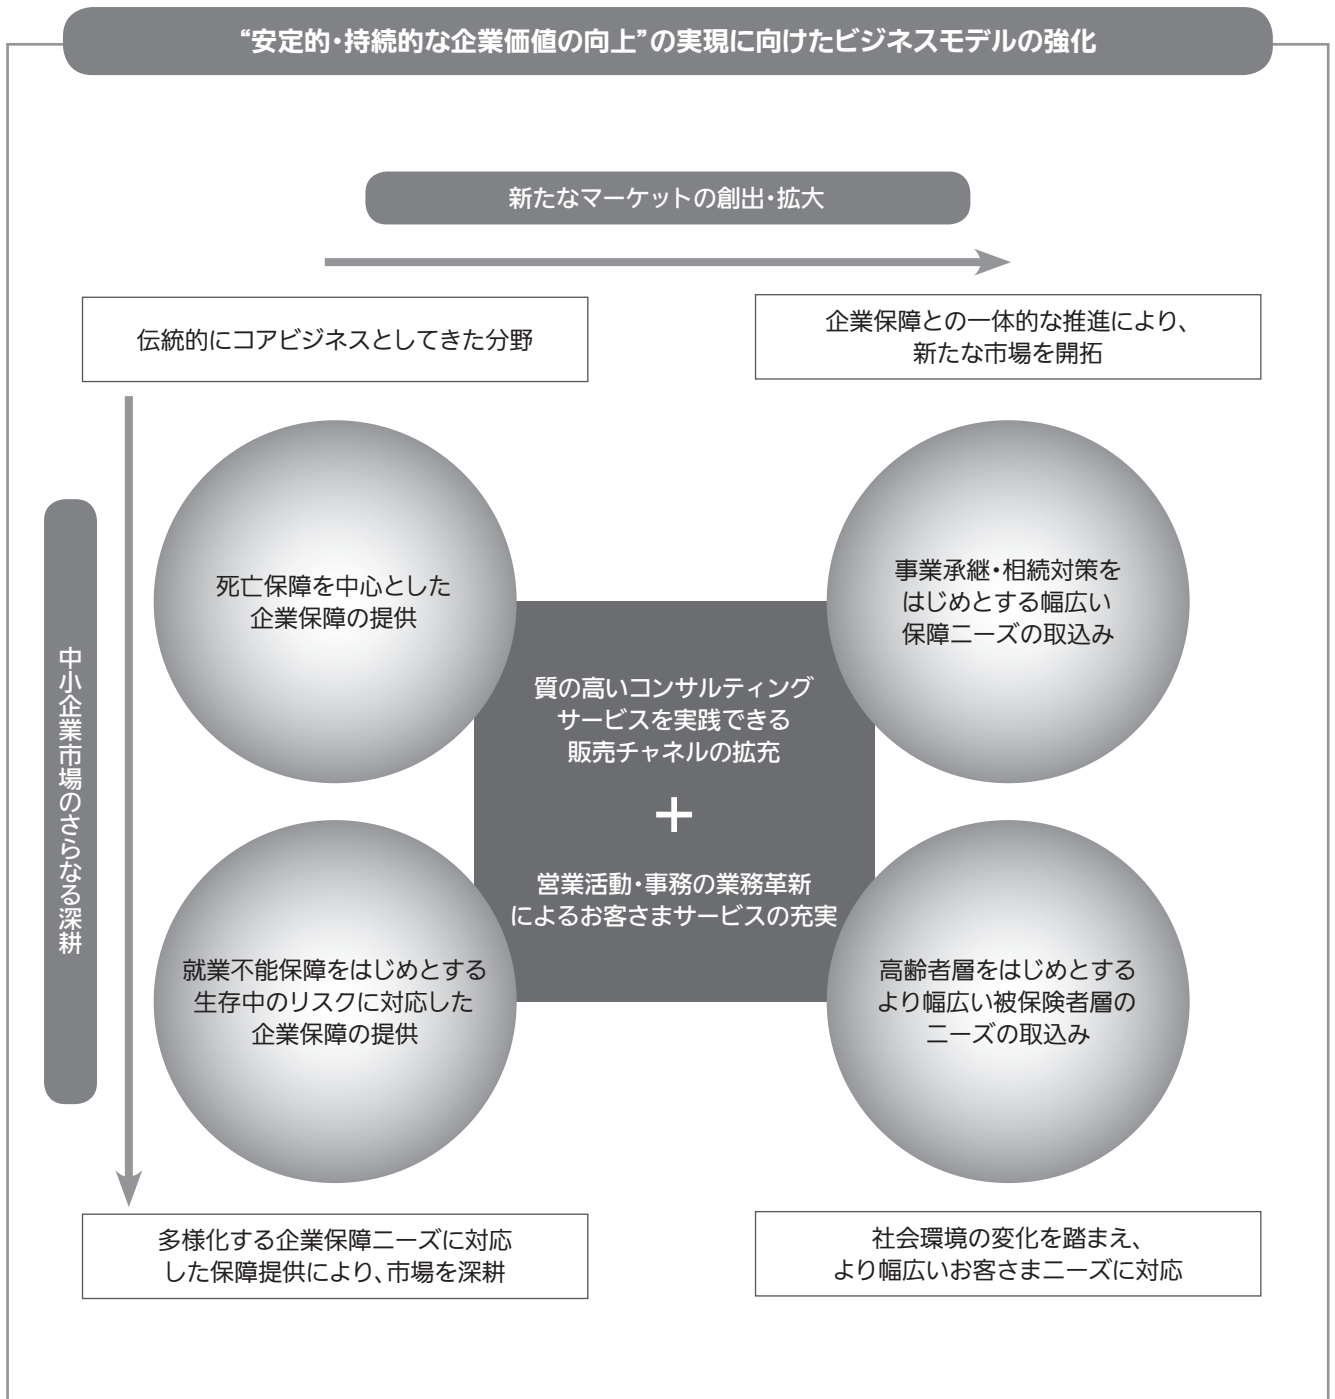 “安定的・持続的な企業価値の向上”の実現に向けたビジネスモデルの強化
新たなマーケットの創出・拡大
伝統的にコアビジネスとしてきた分野
企業保障との一体的な推進により、
新たな市場を開拓
中小企業市場のさらなる深耕
死亡保障を中心とした
企業保障の提供
事業承継・相続対策を
はじめとする幅広い
保障ニーズの取込み
質の高いコンサルティング
サービスを実践できる
販売チャネルの拡充
+
営業活動・事務の業務革新
によるお客さまサービスの充実
就業不能保障をはじめとする
生存中のリスクに対応した
企業保障の提供
高齢者層をはじめとする
より幅広い被保険者層の
ニーズの取込み
多様化する企業保障ニーズに対応
した保障提供により、市場を深耕
社会環境の変化を踏まえ、
より幅広いお客さまニーズに対応